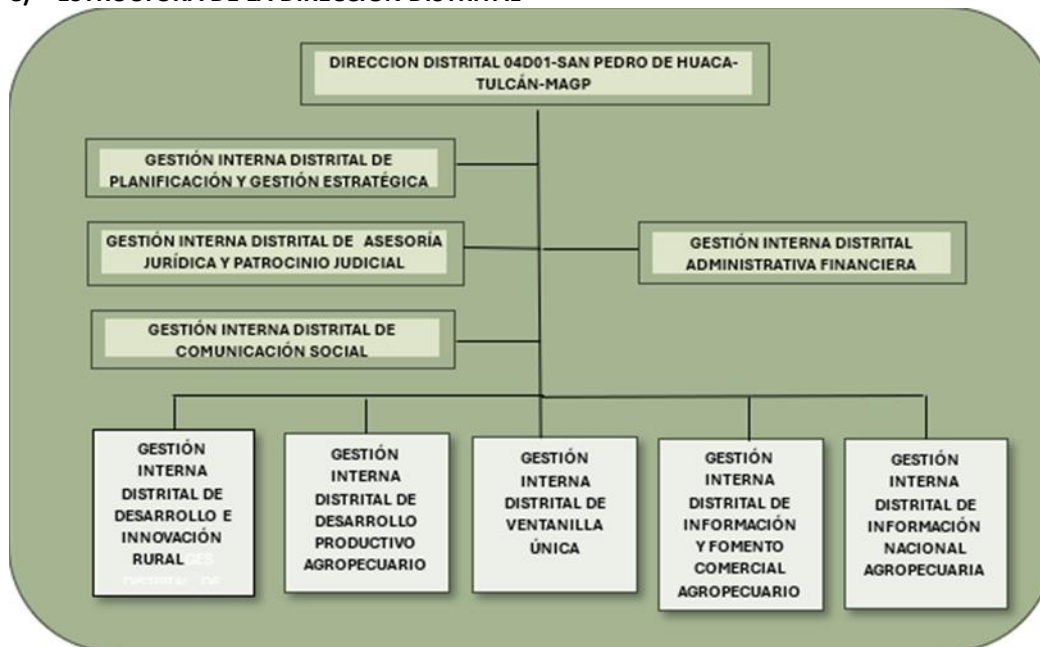 DIRECCION DISTRITAL 04D01-SAN PEDRO DE HUACA-
TULCÁN-MAGP
GESTIÓN INTERNA DISTRITAL DE
PLANIFICACIÓN Y GESTIÓN ESTRATÉGICA
GESTIÓN INTERNA DISTRITAL DE ASESORÍA
JURÍDICA Y PATROCINIO JUDICIAL
GESTIÓN INTERNA DISTRITAL
ADMINISTRATIVA FINANCIERA
GESTIÓN INTERNA DISTRITAL DE
COMUNICACIÓN SOCIAL
GESTIÓN
INTERNA
DISTRITAL DE
DESARROLLO E
INNOVACIÓN
RURAL
GESTIÓN
INTERNA
DISTRITAL DE
DESARROLLO
PRODUCTIVO
AGROPECUARIO
GESTIÓN
INTERNA
DISTRITAL DE
VENTANILLA
ÚNICA
GESTIÓN
INTERNA
DISTRITAL DE
INFORMACIÓN
Y FOMENTO
COMERCIAL
AGROPECUARIO
GESTIÓN
INTERNA
DISTRITAL DE
INFORMACIÓN
NACIONAL
AGROPECUARIA